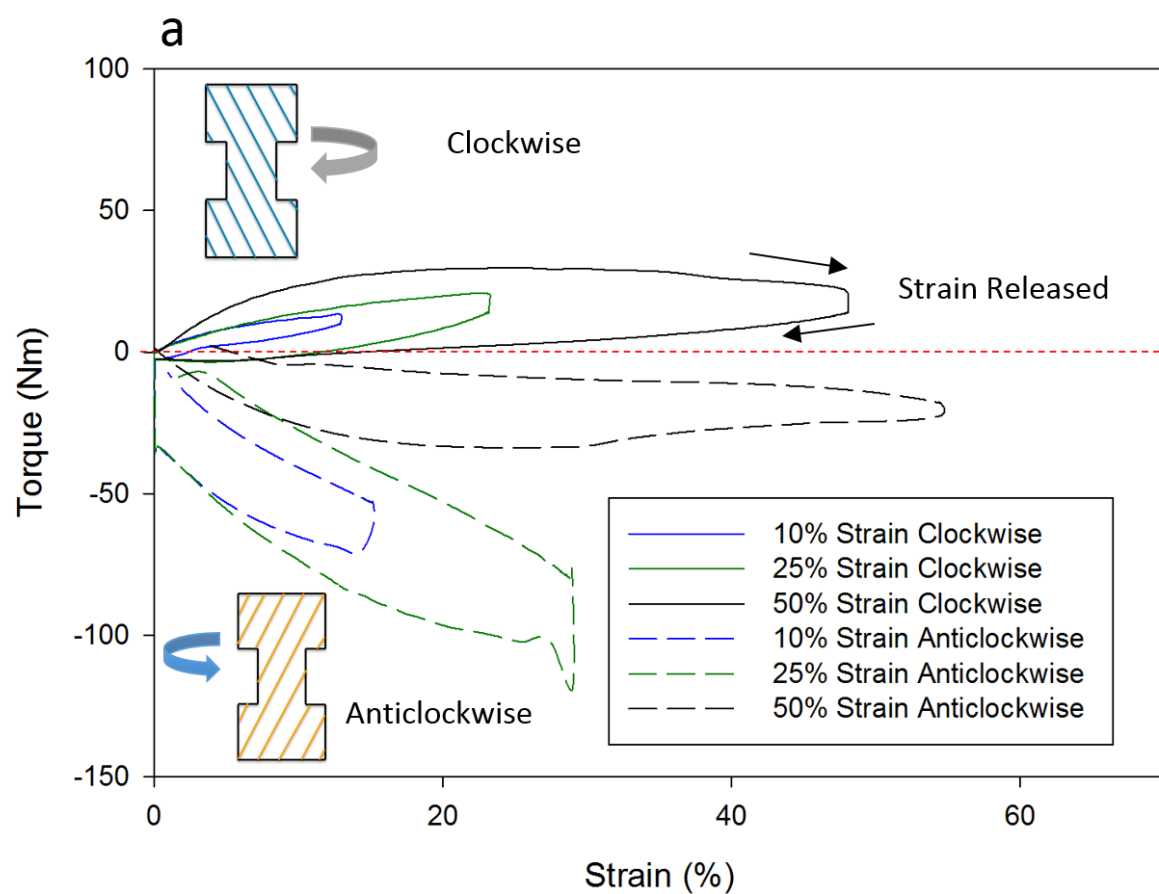 a
100
50
0
-50
-100
-150
Torque (Nm)
Clockwise
Strain Released
Anticlockwise
10% Strain Clockwise
25% Strain Clockwise
50% Strain Clockwise
10% Strain Anticlockwise
25% Strain Anticlockwise
50% Strain Anticlockwise
0 20 40 60
Strain (%)